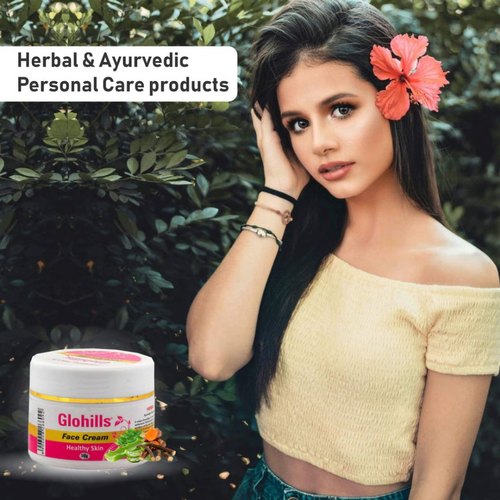 Herbal & Ayurvedic
Personal Care products
Glohills
Face Cream
Healthy Skin